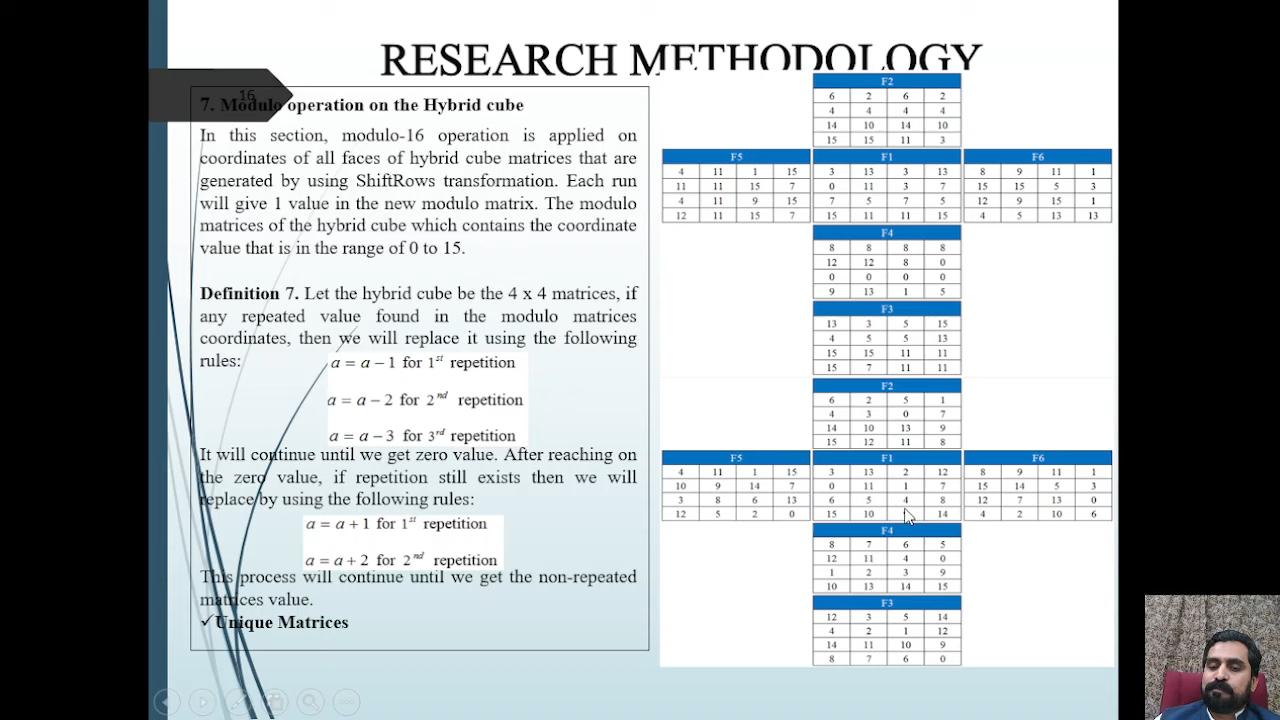 RESEARCH METHODOLOGY
16
7. Modulo operation on the Hybrid cube
In this section, modulo-16 operation is applied on
coordinates of all faces of hybrid cube matrices that are
generated by using ShiftRows transformation. Each run
will give 1 value in the new modulo matrix. The modulo
matrices of the hybrid cube which contains the coordinate
value that is in the range of 0 to 15.
Definition 7. Let the hybrid cube be the 4 x 4 matrices, if
any repeated value found in the modulo matrices
coordinates, then we will replace it using the following
rules:
a = a − 1 for 1st repetition
a = a − 2 for 2nd repetition
a = a − 3 for 3rd repetition
It will continue until we get zero value. After reaching on
the zero value, if repetition still exists then we will
replace by using the following rules:
a = a + 1 for 1st repetition
a = a + 2 for 2nd repetition
This process will continue until we get the non-repeated
matrices value.
✓ Unique Matrices
F2
6 2 6 2
4 4 4 4
14 10 14 10
15 15 11 3
F5 F1 F6
4 11 1 15 3 13 3 13 8 9 11 1
11 11 15 7 0 11 3 7 15 15 5 3
4 11 9 15 7 5 7 5 12 9 15 1
12 11 15 7 15 11 11 15 4 5 13 13
F4
8 8 8 8
12 12 8 0
0 0 0 0
9 13 1 5
F3
13 3 5 15
4 5 5 13
15 15 11 11
15 7 11 11
F2
6 2 5 1
4 3 0 7
14 10 13 9
15 12 11 8
F5 F1 F6
4 11 1 15 3 13 2 12 8 9 11 1
10 9 14 7 0 11 1 7 15 14 5 3
3 8 6 13 6 5 4 8 12 7 13 0
12 5 2 0 15 10 14 4 2 10 6
F4
8 7 6 5
12 11 4 0
1 2 3 9
10 13 14 15
F3
12 3 5 14
4 2 1 12
14 11 10 9
8 7 6 0